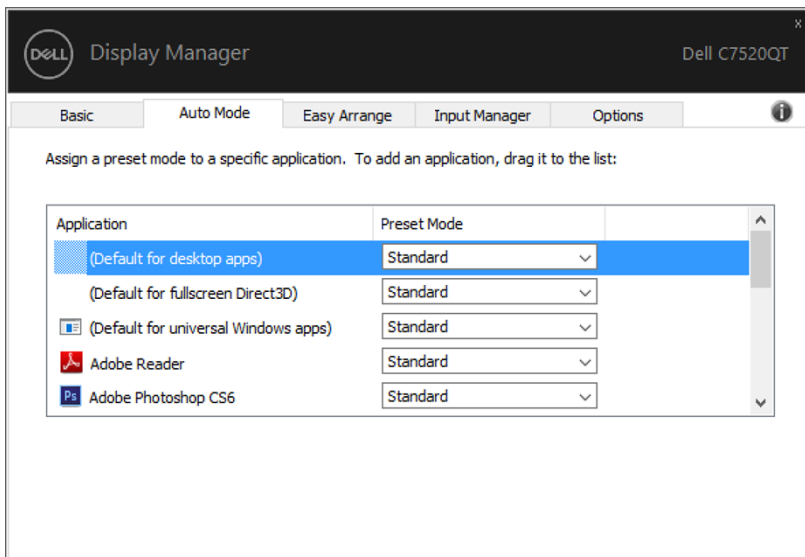 x
DELL Display Manager Dell C7520QT
Basic Auto Mode Easy Arrange Input Manager Options i
Assign a preset mode to a specific application. To add an application, drag it to the list:
Application Preset Mode
(Default for desktop apps) Standard
(Default for fullscreen Direct3D) Standard
(Default for universal Windows apps) Standard
Adobe Reader Standard
Ps Adobe Photoshop CS6 Standard